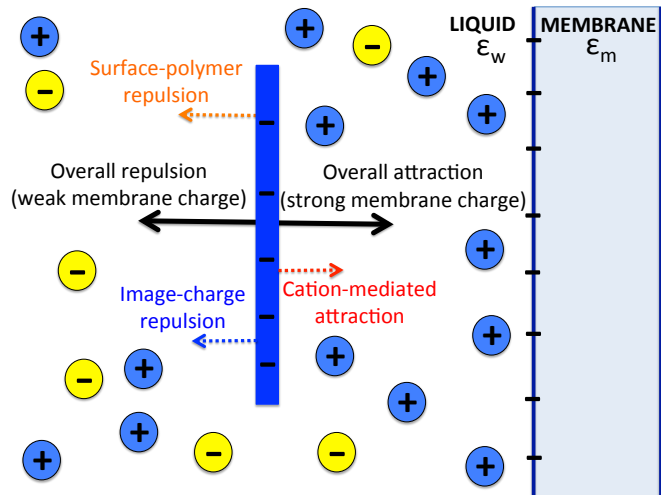 LIQUID
εw
MEMBRANE
εm
Surface-polymer
repulsion
Overall repulsion
(weak membrane charge)
Overall attraction
(strong membrane charge)
Image-charge
repulsion
Cation-mediated
attraction